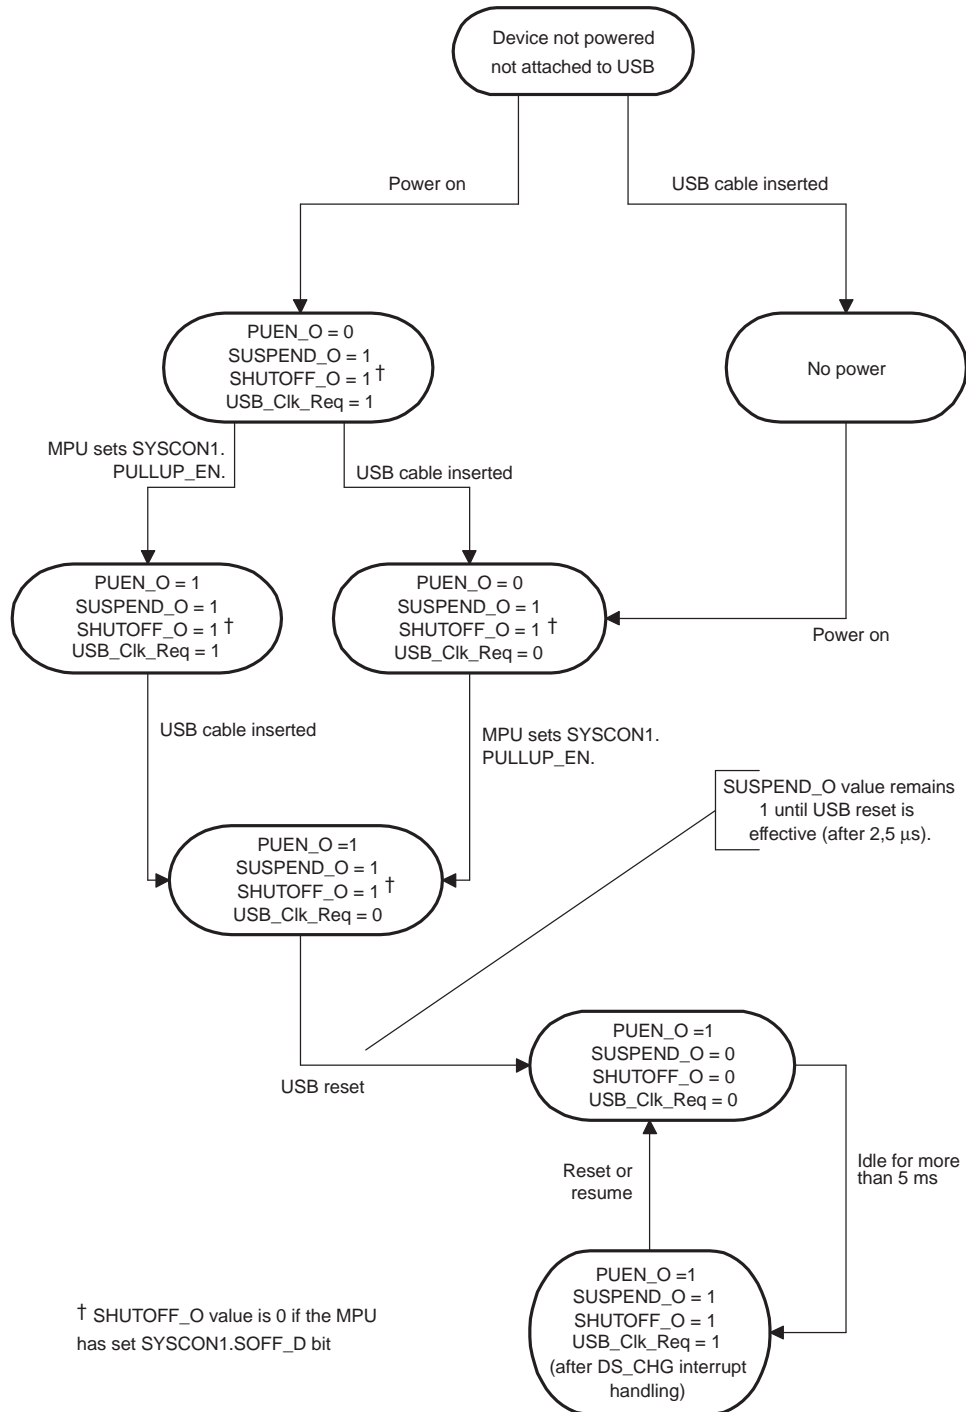 Device not powered
not attached to USB
Power on
USB cable inserted
PUEN_O = 0
SUSPEND_O = 1
SHUTOFF_O = 1 †
USB_Clk_Req = 1
No power
MPU sets SYSCON1.
PULLUP_EN.
USB cable inserted
PUEN_O = 1
SUSPEND_O = 1
SHUTOFF_O = 1 †
USB_Clk_Req = 1
PUEN_O = 0
SUSPEND_O = 1
SHUTOFF_O = 1 †
USB_Clk_Req = 0
Power on
USB cable inserted
MPU sets SYSCON1.
PULLUP_EN.
SUSPEND_O value remains
1 until USB reset is
effective (after 2,5 μs).
PUEN_O =1
SUSPEND_O = 1
SHUTOFF_O = 1 †
USB_Clk_Req = 0
USB reset
PUEN_O =1
SUSPEND_O = 0
SHUTOFF_O = 0
USB_Clk_Req = 0
Reset or
resume
Idle for more
than 5 ms
PUEN_O =1
SUSPEND_O = 1
SHUTOFF_O = 1
USB_Clk_Req = 1
(after DS_CHG interrupt
handling)
† SHUTOFF_O value is 0 if the MPU
has set SYSCON1.SOFF_D bit